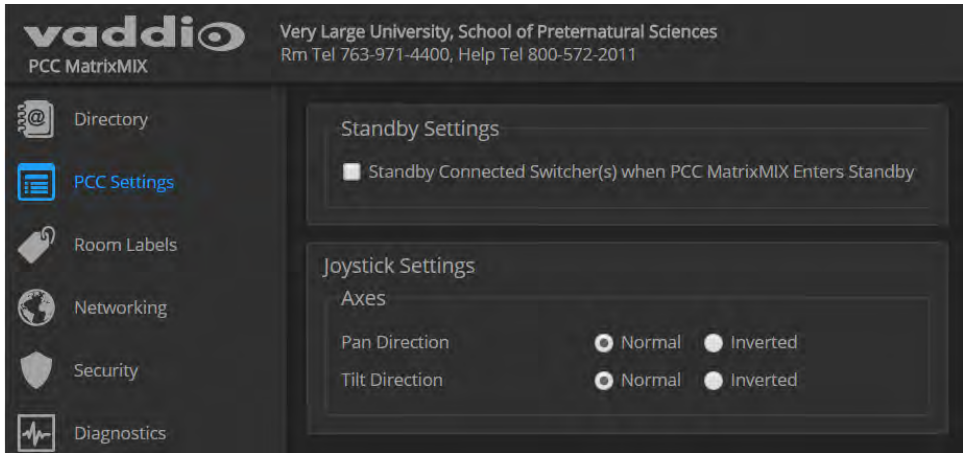 vaddio
PCC MatrixMIX
Very Large University, School of Preternatural Sciences
Rm Tel 763-971-4400, Help Tel 800-572-2011
Directory
PCC Settings
Room Labels
Networking
Security
Diagnostics
Standby Settings
Standby Connected Switcher(s) when PCC MatrixMIX Enters Standby
Joystick Settings
Axes
Pan Direction Normal Inverted
Tilt Direction Normal Inverted